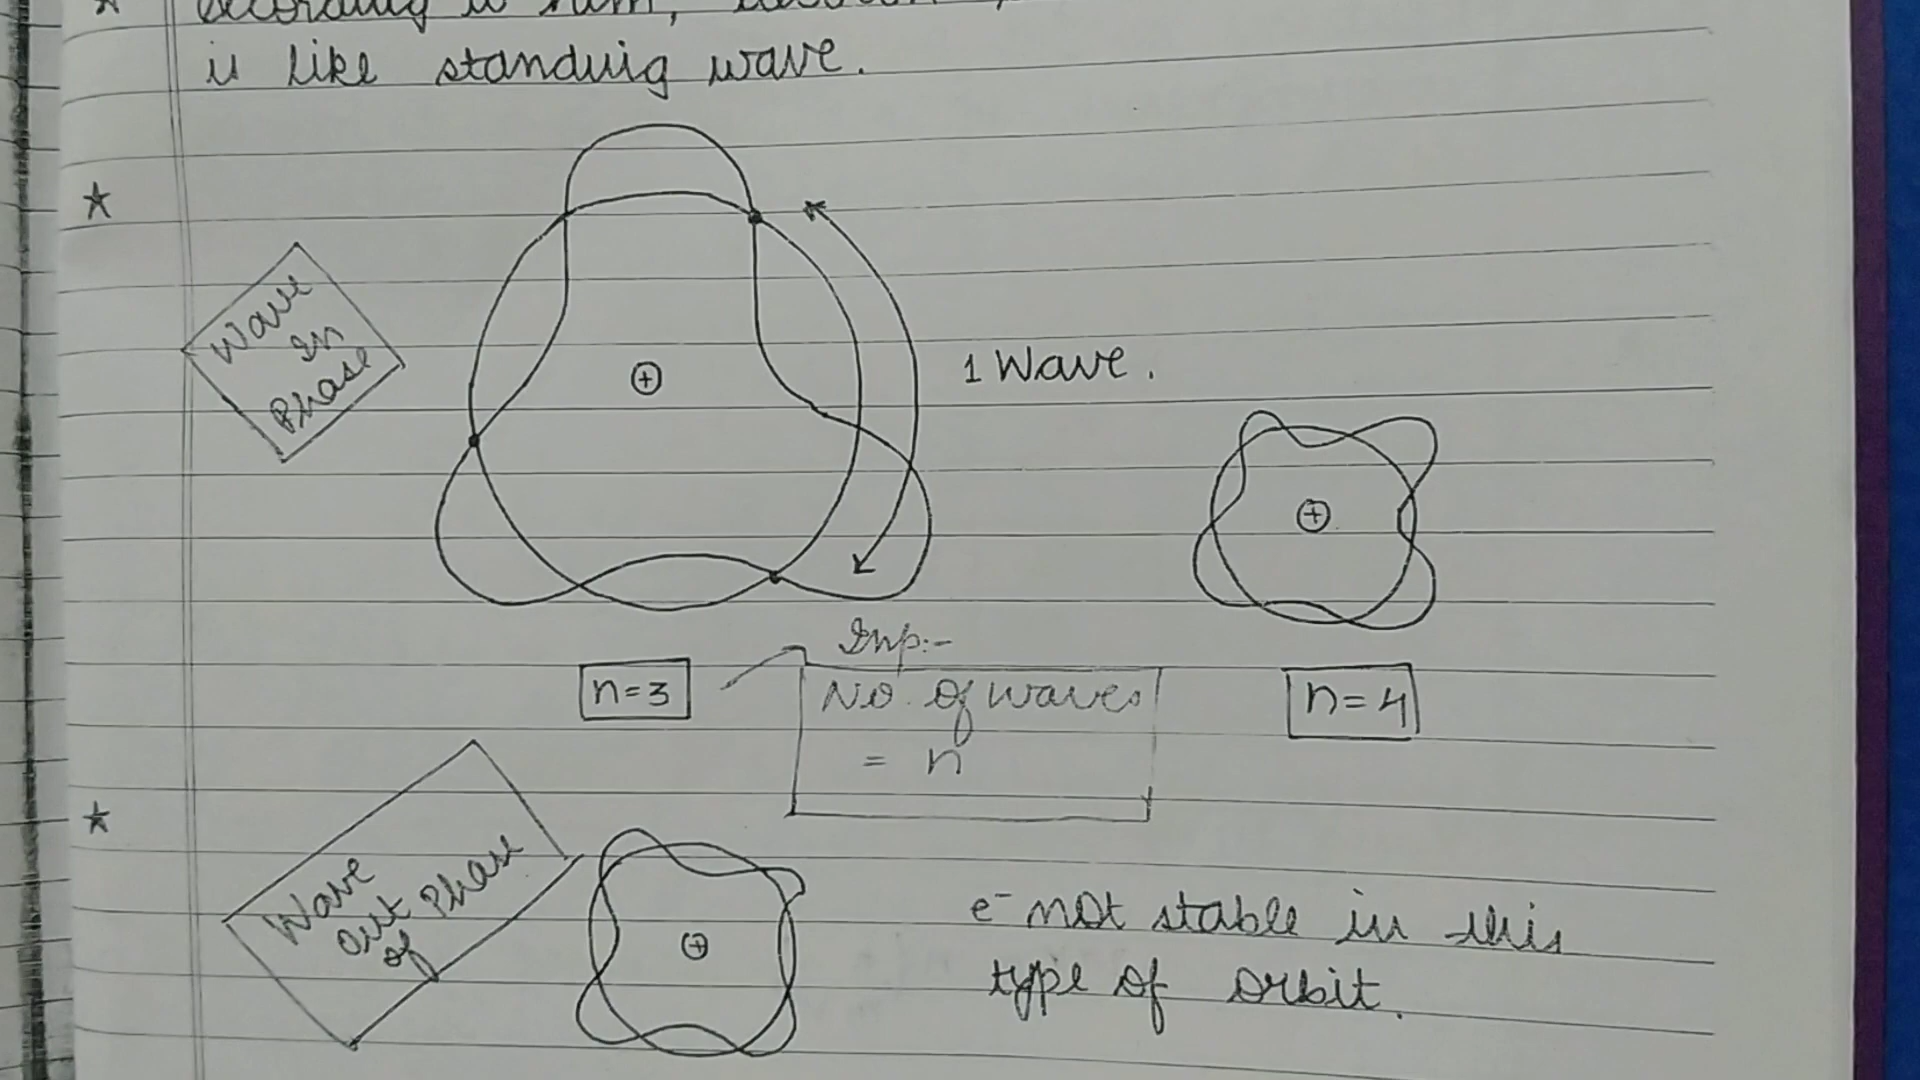 is like standing wave.
Wave
In
Phase
1 Wave.
Imp:-
n=3
No. of waves
= n
n=4
Wave
Out Phase
of
e- not stable in this
type of orbit.